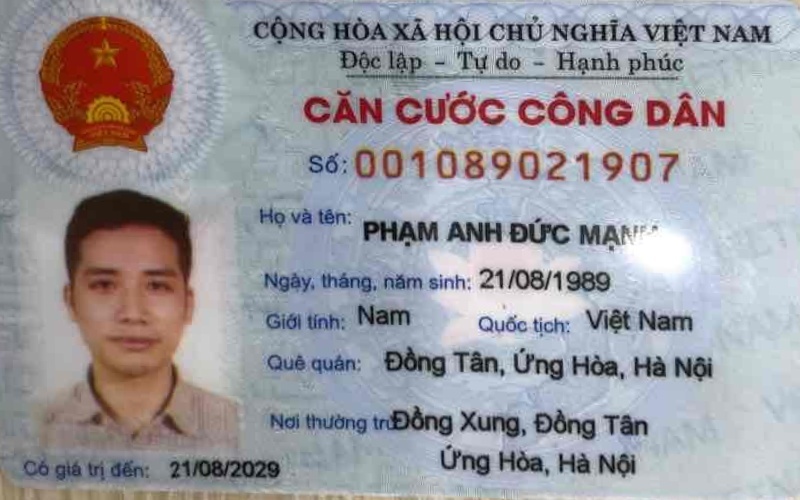 CỘNG HÒA XÃ HỘI CHỦ NGHĨA VIỆT NAM
Độc lập - Tự do - Hạnh phúc
CĂN CƯỚC CÔNG DÂN
Số: 001089021907
Họ và tên: PHẠM ANH ĐỨC
Ngày, tháng, năm sinh: 21/08/1989
Giới tính: Nam Quốc tịch: Việt Nam
Quê quán: Đồng Tân, Ứng Hòa, Hà Nội
Nơi thường trú: Đồng Xung, Đồng Tân
Ứng Hòa, Hà Nội
Có giá trị đến: 21/08/2029